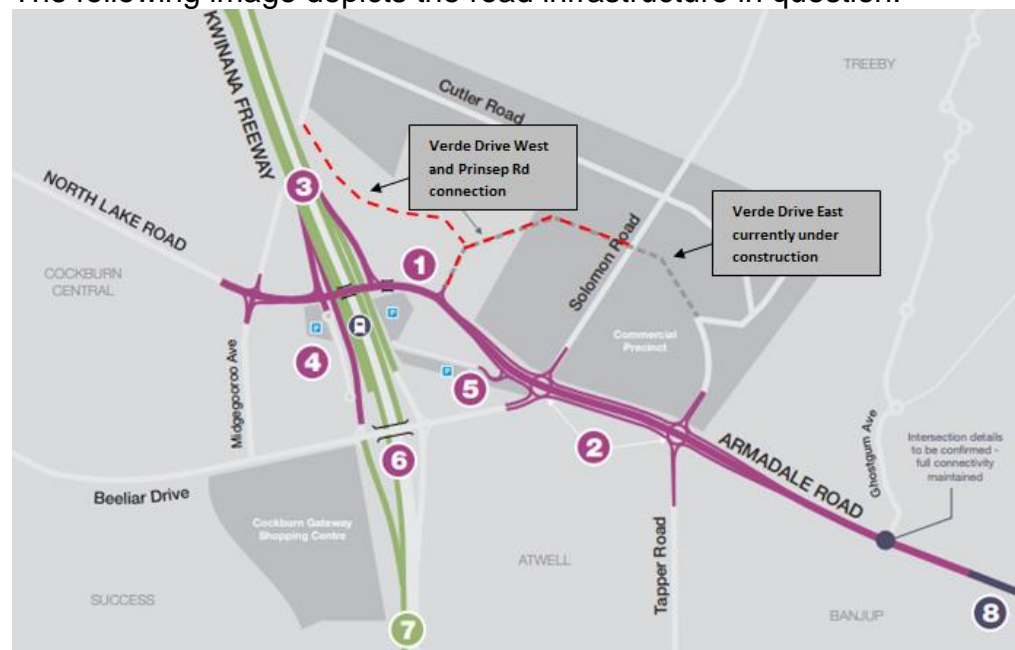 The following image depicts the road infrastructure in question.
KWINANA FREEWAY
TREEBY
Cutler Road
Verde Drive West
and Prinsep Rd
connection
3
NORTH LAKE ROAD
Solomon Road
Verde Drive East
currently under
construction
1
COCKBURN
CENTRAL
P
P
Commercial
Precinct
4
P
5
Midgegooroo Ave
2
ARMADALE ROAD
Ghostgum Ave
Intersection details
to be confirmed -
full connectivity
maintained
6
Beeliar Drive
Cockburn Gateway
Shopping Centre
ATWELL
Tapper Road
SUCCESS
BANJUP
8
7